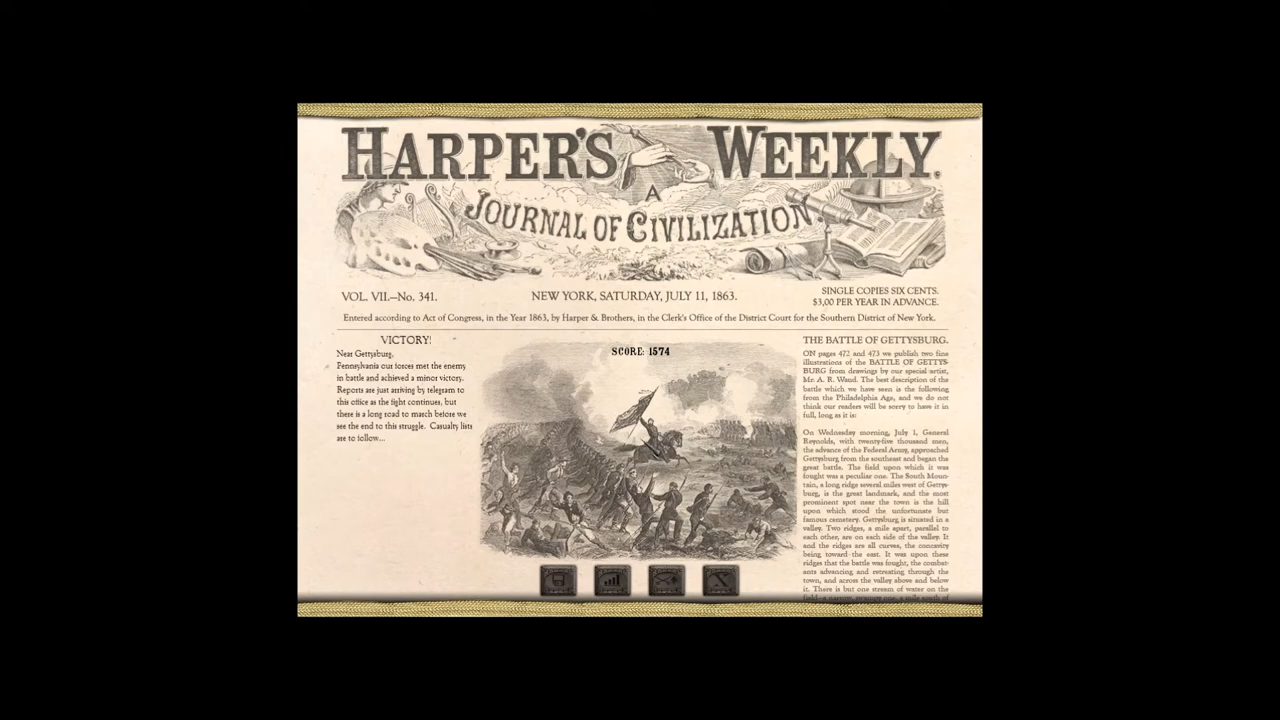 HARPER'S WEEKLY.
A
JOURNAL OF CIVILIZATION
VOL. VII.—No. 341.
NEW YORK, SATURDAY, JULY 11, 1863.
SINGLE COPIES SIX CENTS.
$3,00 PER YEAR IN ADVANCE.
Entered according to Act of Congress, in the Year 1863, by Harper & Brothers, in the Clerk's Office of the District Court for the Southern District of New York.
VICTORY!
Near Gettysburg,
Pennsylvania our forces met the enemy
in battle and achieved a minor victory.
Reports are just arriving by telegram to
this office as the fight continues, but
there is a long road to march before we
see the end to this struggle. Casualty lists
are to follow...
SCORE: 1574
THE BATTLE OF GETTYSBURG.
ON pages 472 and 473 we publish two fine
illustrations of the BATTLE OF GETTYS-
BURG from drawings by our special artist,
Mr. A. R. Waud. The best description of the
battle which we have seen is the following
from the Philadelphia Age, and we do not
think our readers will be sorry to have it in
full, long as it is:
On Wednesday morning, July 1, General
Reynolds, with twenty-five thousand men,
the advance of the Federal Army, approached
Gettysburg from the southeast and began the
great battle. The field upon which it was
fought was a peculiar one. The South Moun-
tain, a long ridge several miles west of Gettys-
burg, is the great landmark, and the most
prominent spot near the town is the hill
upon which stood the unfortunate but
famous cemetery. Gettysburg is situated in a
valley. Two ridges, a mile apart, parallel to
each other, are on each side of the valley. It
and the ridges are all curves, the concavity
being toward the east. It was upon these
ridges that the battle was fought, the combat-
ants advancing and retreating through the
town, and across the valley above and below
it. There is but one stream of water on the
field—a narrow, swampy one, a mile south of